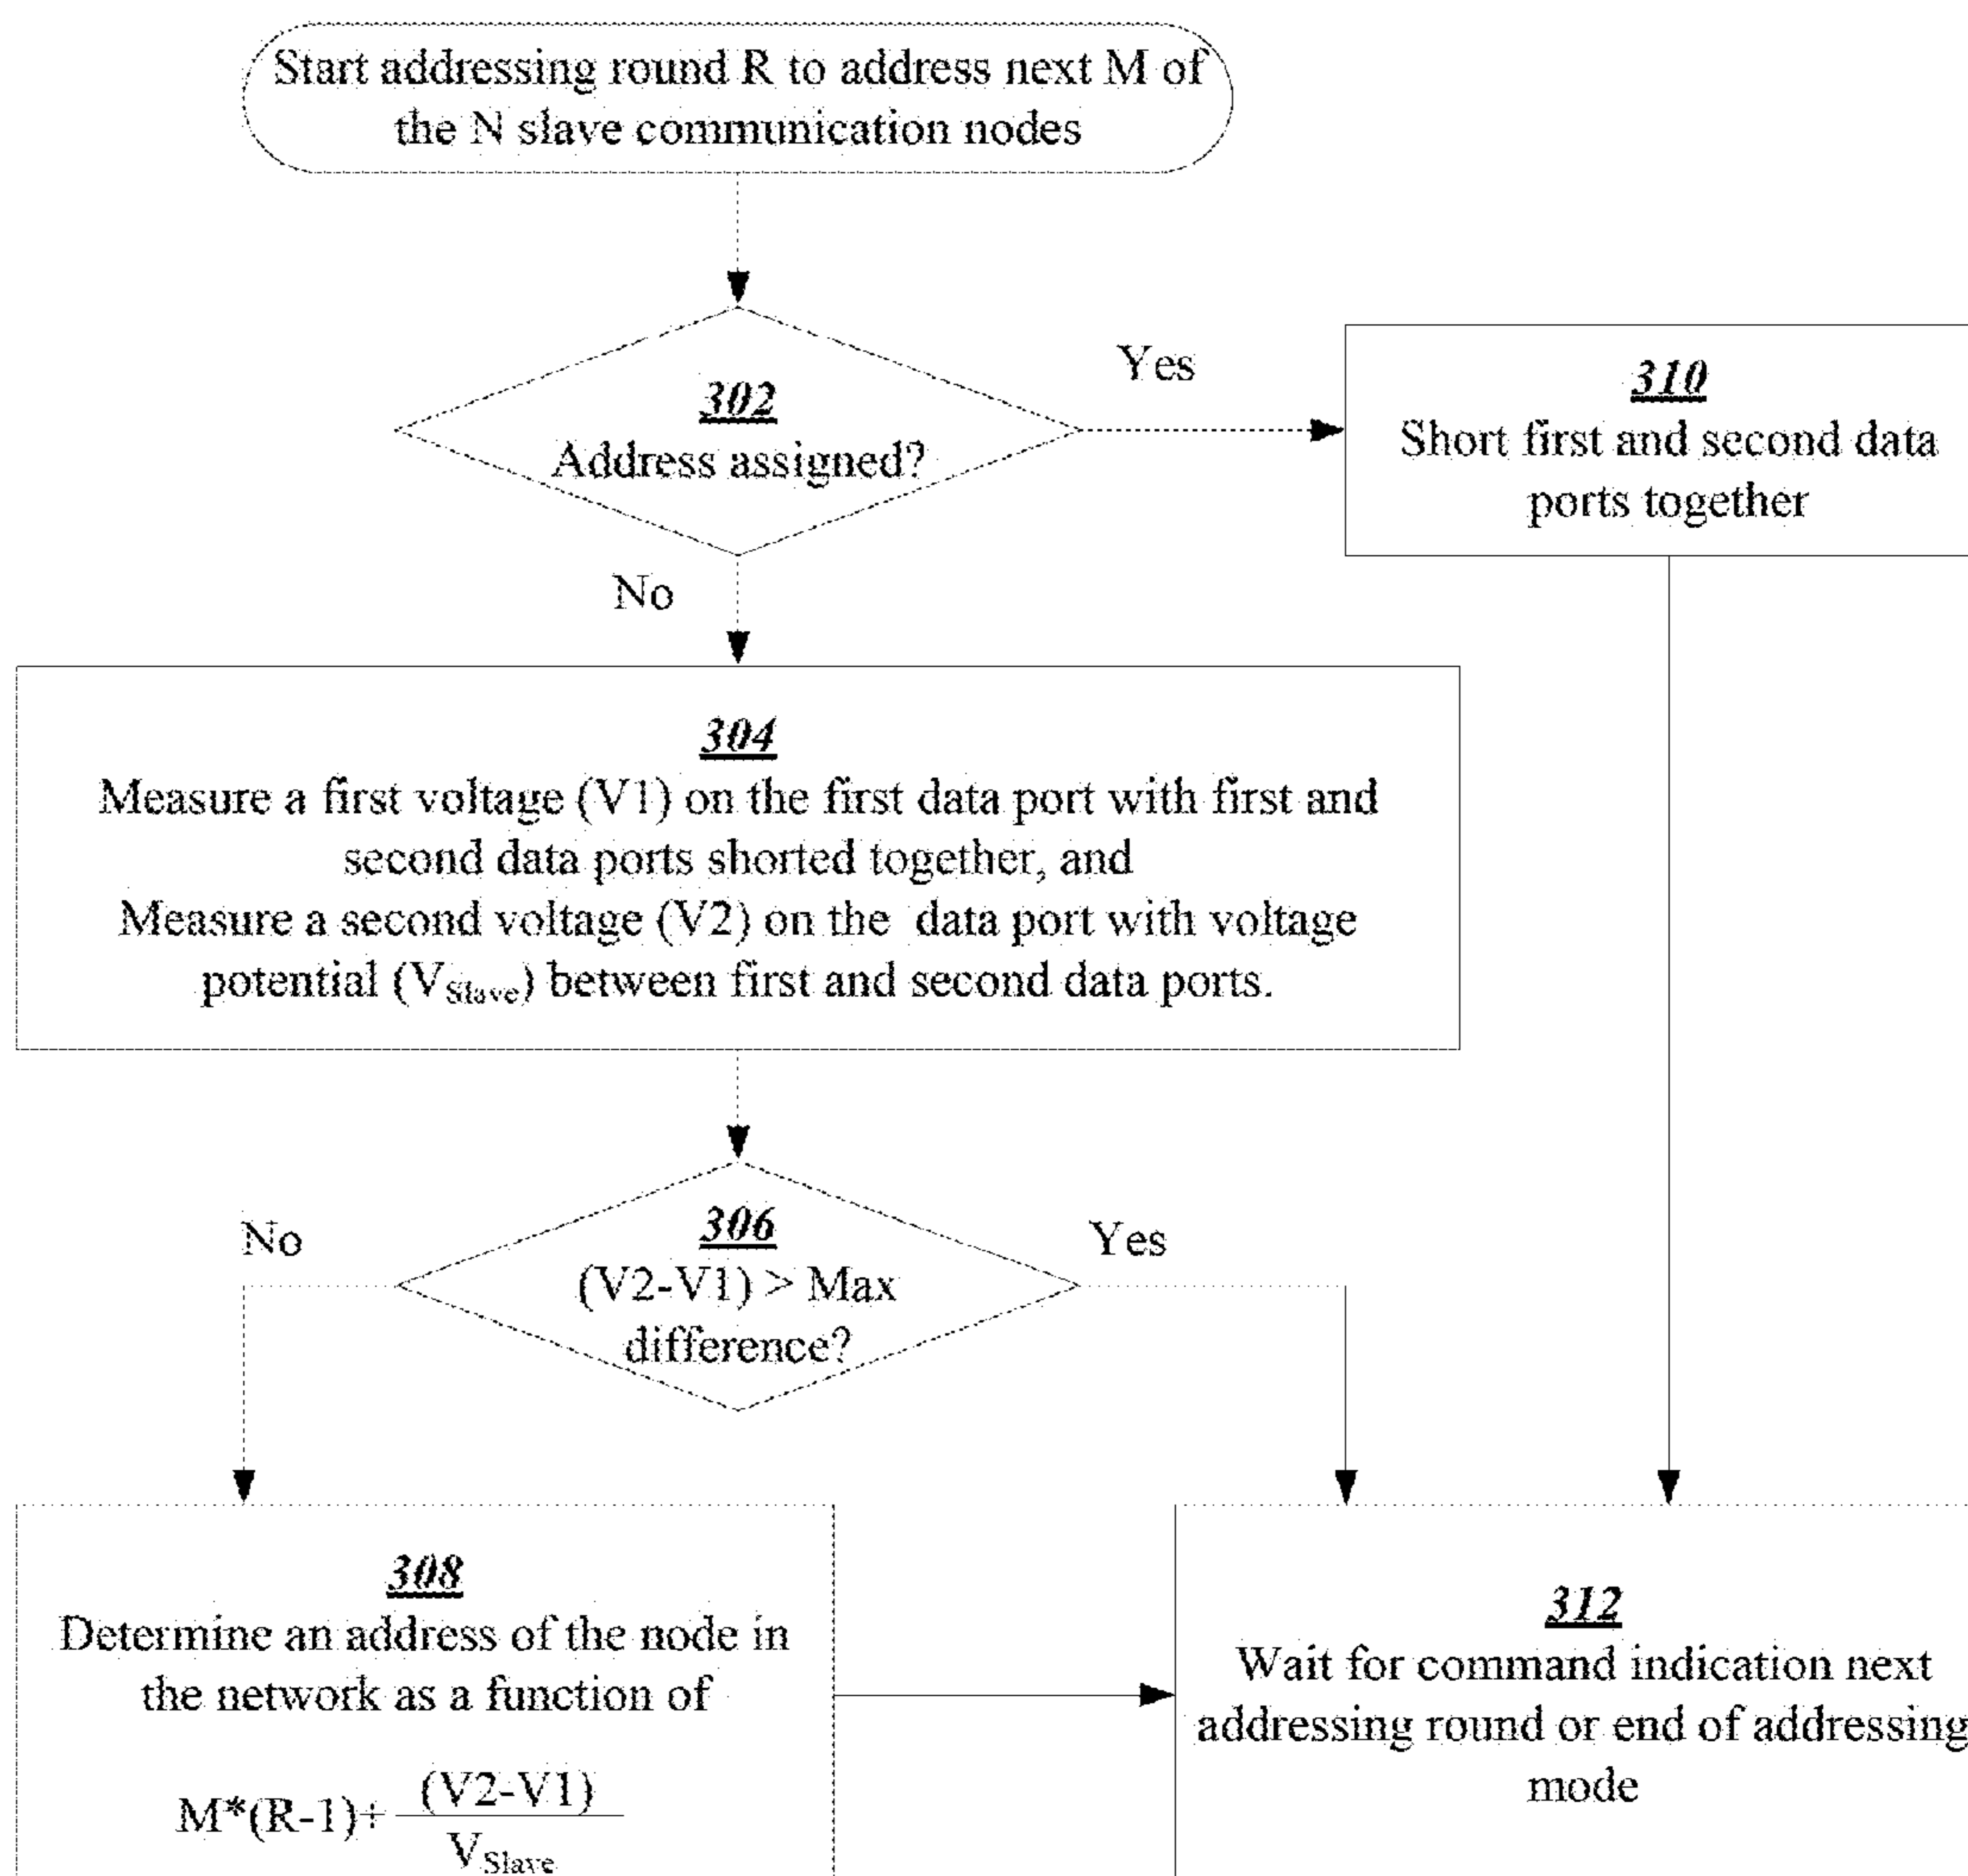 Start addressing round R to address next M of
the N slave communication nodes
302
Address assigned?
Yes
310
Short first and second data
ports together
No
304
Measure a first voltage (V1) on the first data port with first and
second data ports shorted together, and
Measure a second voltage (V2) on the data port with voltage
potential (VSlave) between first and second data ports.
306
(V2-V1) > Max
difference?
No
Yes
308
Determine an address of the node in
the network as a function of
M*(R-1)+ (V2-V1)
VSlave
312
Wait for command indication next
addressing round or end of addressing
mode